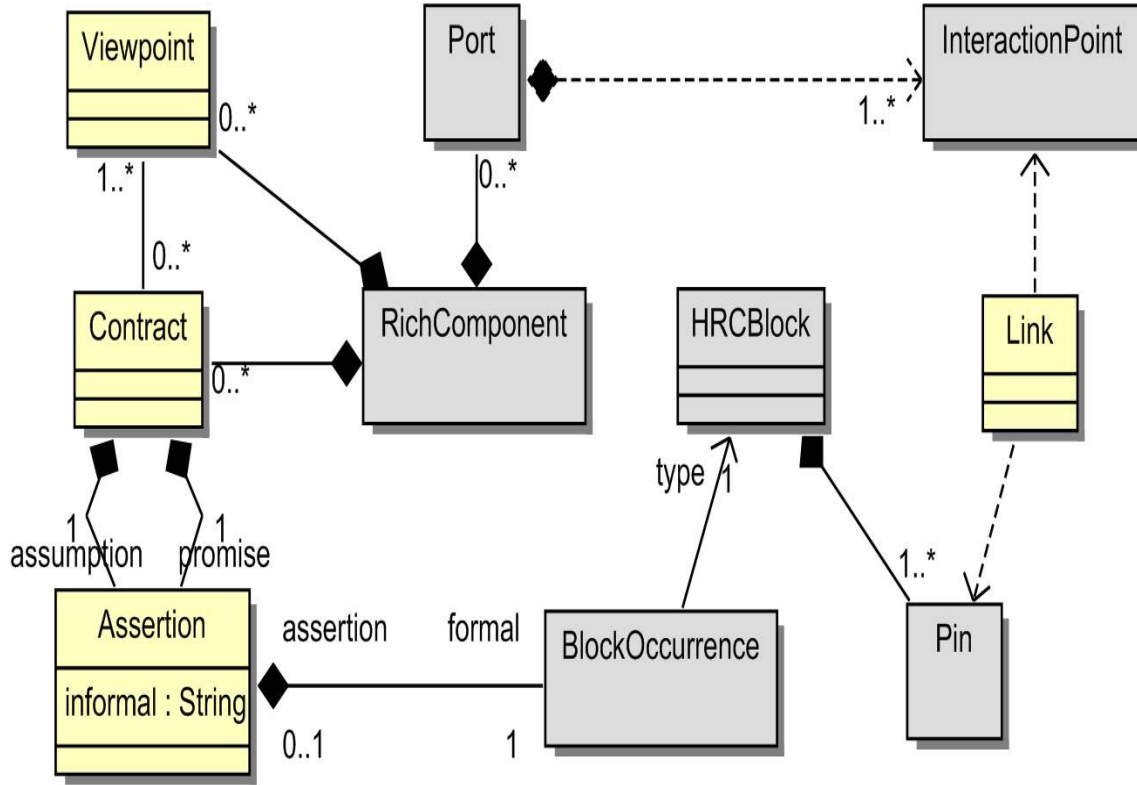 Viewpoint
Port
InteractionPoint
0..*
1..*
1..*
0..*
0..*
Contract
RichComponent
HRCBlock
Link
0..*
type
1
1
1
assumption
promise
1..*
Assertion
assertion
formal
BlockOccurrence
Pin
informal : String
0..1
1